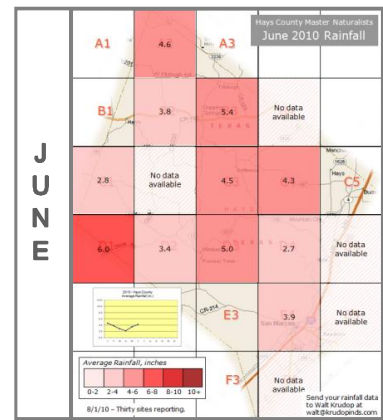 JUNE
Hays County Master Naturalists
June 2010 Rainfall
A1
4.6
A3
B1
3.8
5.4
No data
available
2.8
No data
available
4.5
4.3
C5
6.0
3.4
5.0
2.7
No data
available
E3
3.9
No data
available
F3
No data
available
Average Rainfall, inches
0-2 2-4 4-6 6-8 8-10 10+
8/1/10 – Thirty sites reporting.
Send your rainfall data
to Walt Krudop at
walt@krudopinds.com